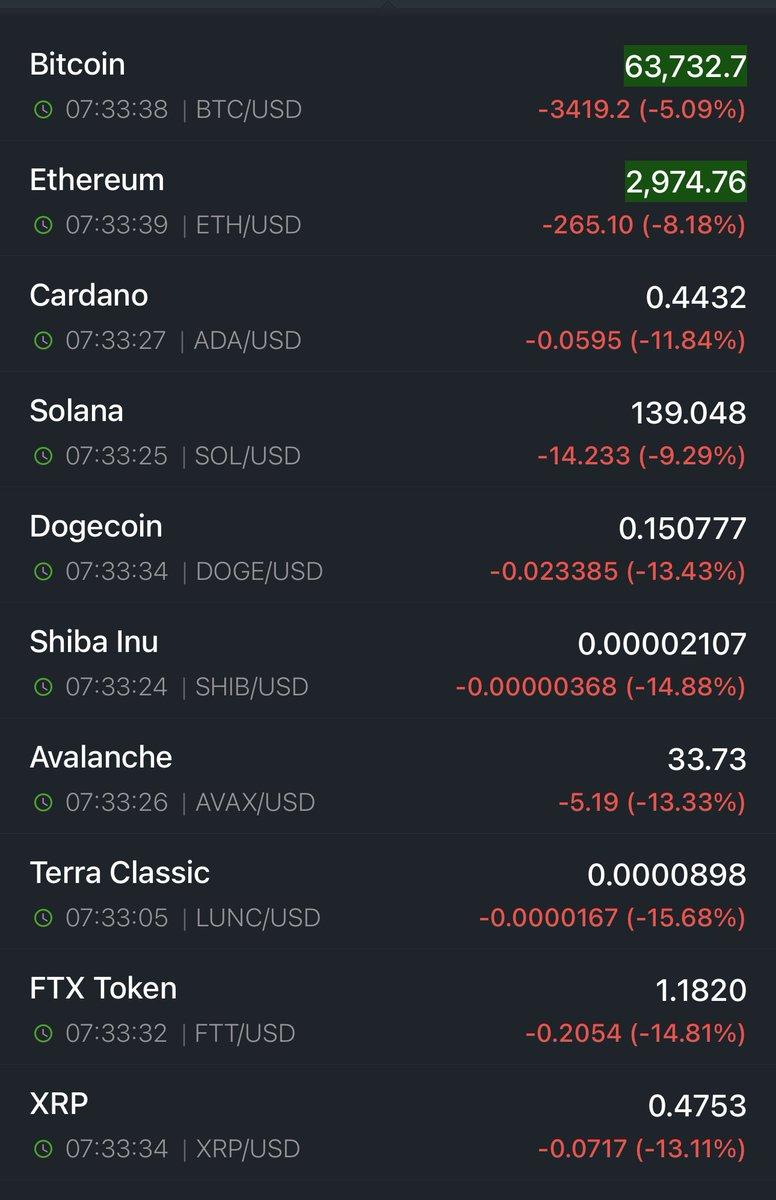 Bitcoin 63,732.7
07:33:38 | BTC/USD -3419.2 (-5.09%)
Ethereum 2,974.76
07:33:39 | ETH/USD -265.10 (-8.18%)
Cardano 0.4432
07:33:27 | ADA/USD -0.0595 (-11.84%)
Solana 139.048
07:33:25 | SOL/USD -14.233 (-9.29%)
Dogecoin 0.150777
07:33:34 | DOGE/USD -0.023385 (-13.43%)
Shiba Inu 0.00002107
07:33:24 | SHIB/USD -0.00000368 (-14.88%)
Avalanche 33.73
07:33:26 | AVAX/USD -5.19 (-13.33%)
Terra Classic 0.0000898
07:33:05 | LUNC/USD -0.0000167 (-15.68%)
FTX Token 1.1820
07:33:32 | FTT/USD -0.2054 (-14.81%)
XRP 0.4753
07:33:34 | XRP/USD -0.0717 (-13.11%)